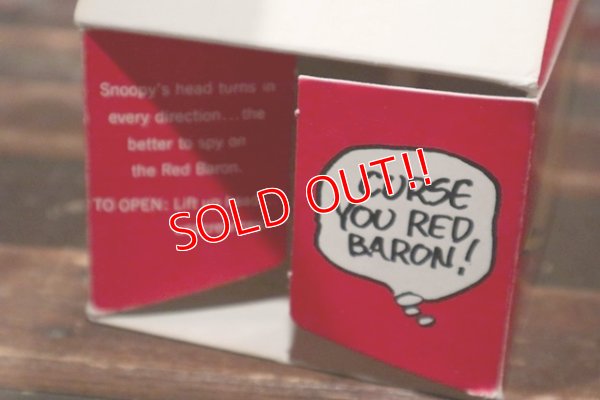 Snoopy's head turns in
every direction... the
better to spy on
the Red Baron.
TO OPEN: Lift
CURSE
YOU RED
BARON!
SOLD OUT!!